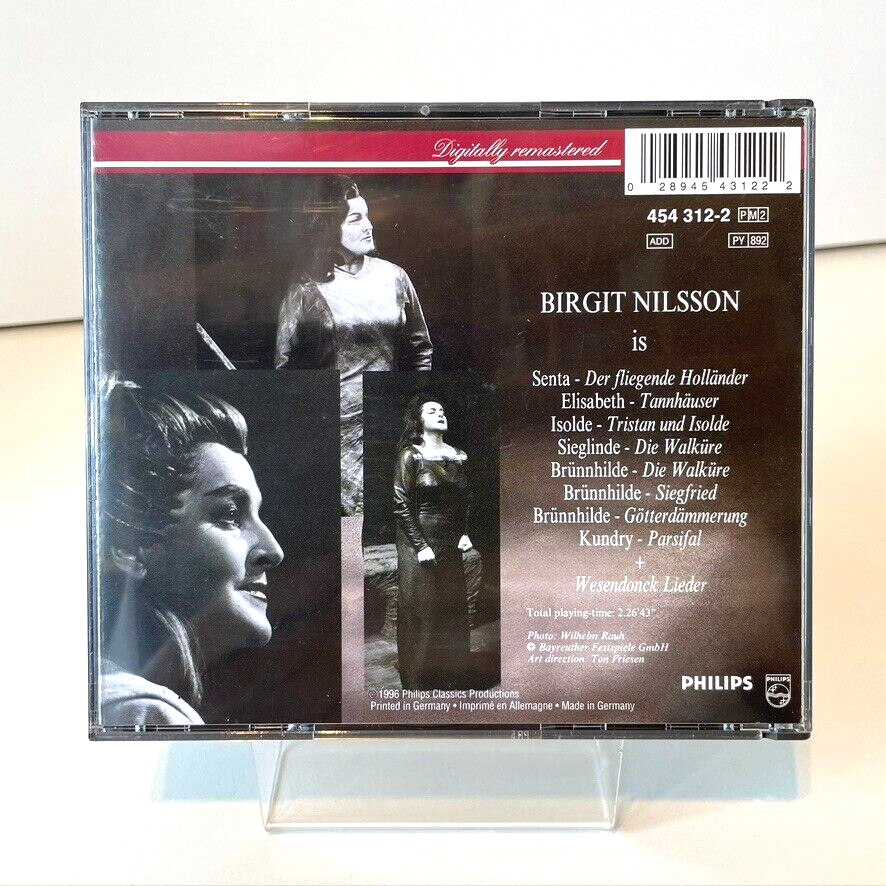 Digitally remastered
0 28945 43122 2
454 312-2 PM2
ADD PY 892
BIRGIT NILSSON
is
Senta - Der fliegende Holländer
Elisabeth - Tannhäuser
Isolde - Tristan und Isolde
Sieglinde - Die Walküre
Brünnhilde - Die Walküre
Brünnhilde - Siegfried
Brünnhilde - Götterdämmerung
Kundry - Parsifal
+
Wesendonck Lieder
Total playing-time: 2.26'43"
Photo: Wilhelm Rauh
© Bayreuther Festspiele GmbH
Art direction: Ton Friesen
PHILIPS
PHILIPS
© 1996 Philips Classics Productions
Printed in Germany • Imprimé en Allemagne • Made in Germany